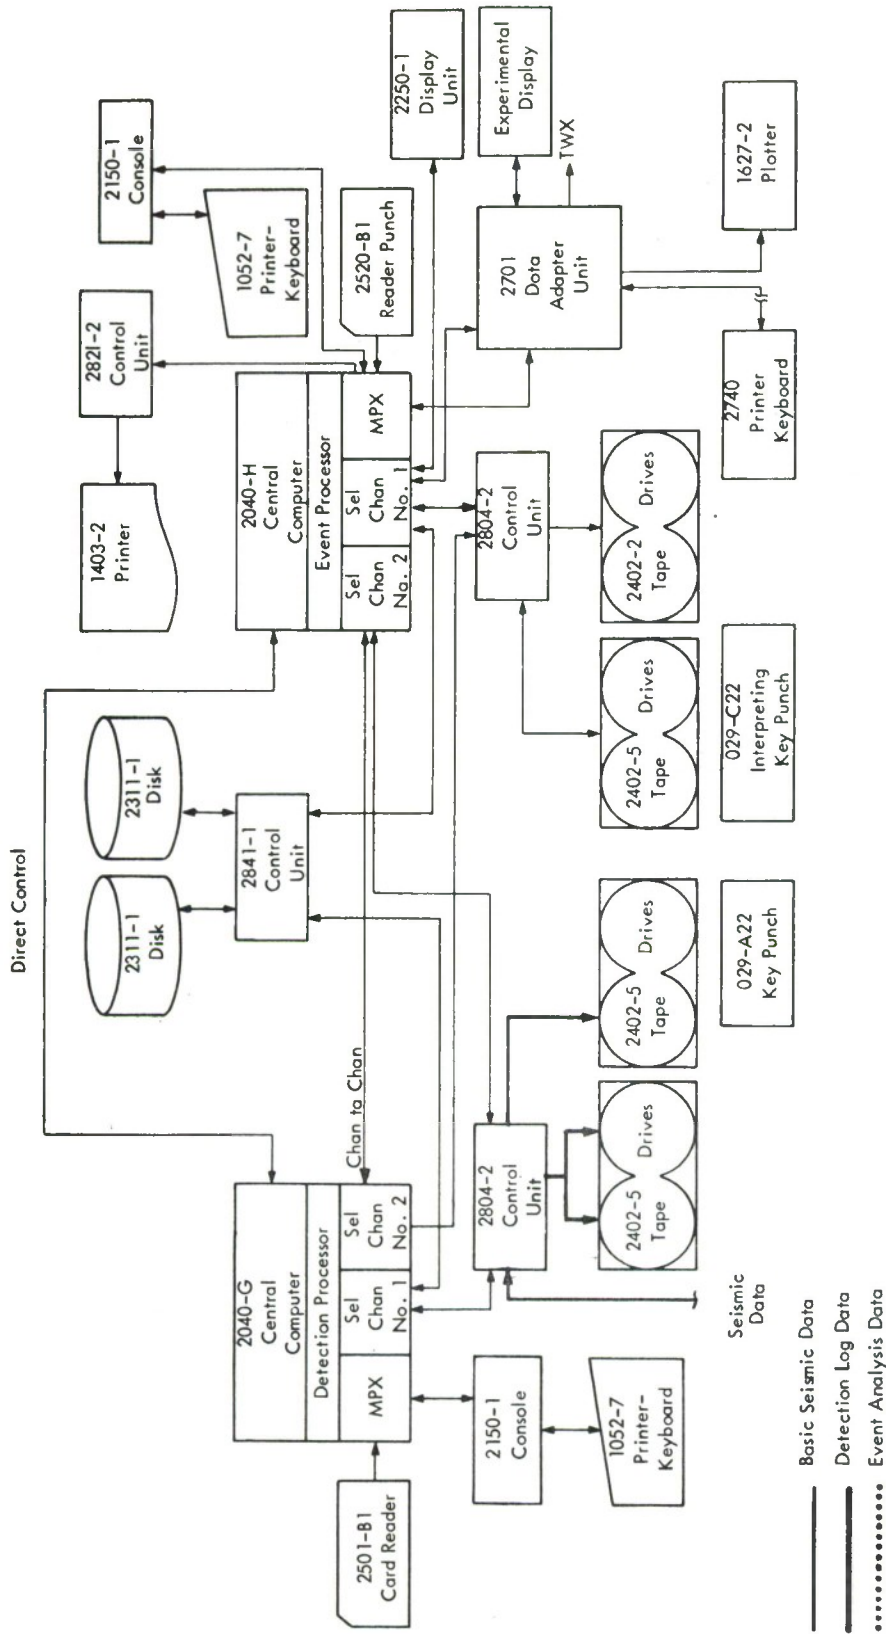 Direct Control
1403-2
Printer
2821-2
Control
Unit
2150-1
Console
1052-7
Printer-
Keyboard
2311-1
Disk
2311-1
Disk
2841-1
Control
Unit
2040-H
Central
Computer
Event Processor
Sel
Chan
No. 2
Sel
Chan
No. 1
MPX
2520-B1
Reader Punch
2250-1
Display
Unit
Experimental
Display
TWX
2701
Data
Adapter
Unit
1627-2
Plotter
2740
Printer
Keyboard
Chan to Chan
2040-G
Central
Computer
Detection Processor
MPX
Sel
Chan
No. 1
Sel
Chan
No. 2
2501-B1
Card Reader
2150-1
Console
1052-7
Printer-
Keyboard
2804-2
Control
Unit
2804-2
Control
Unit
2402-5
Tape
Drives
2402-5
Tape
Drives
2402-5
Tape
Drives
2402-2
Tape
Drives
029-A22
Key Punch
029-C22
Interpreting
Key Punch
Seismic
Data
Basic Seismic Data
Detection Log Data
Event Analysis Data